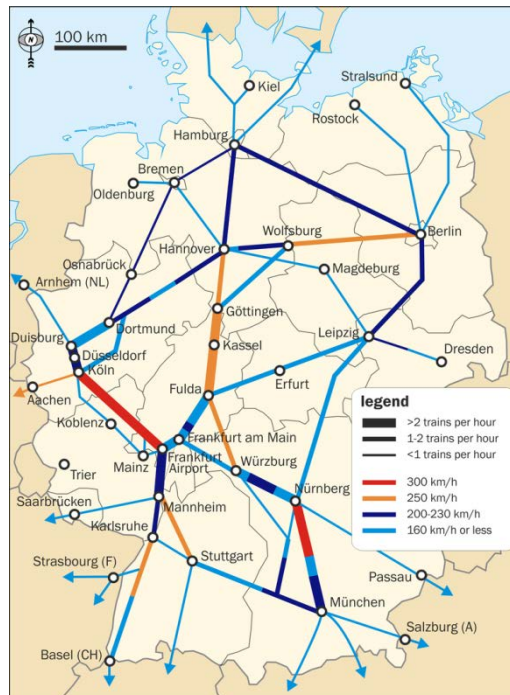 N
100 km
Kiel
Stralsund
Rostock
Hamburg
Bremen
Oldenburg
Berlin
Wolfsburg
Hannover
Osnabrück
Magdeburg
Arnhem (NL)
Göttingen
Dortmund
Leipzig
Duisburg
Düsseldorf
Kassel
Dresden
Köln
Erfurt
Aachen
Fulda
Koblenz
Frankfurt am Main
Frankfurt
Airport
Mainz
Würzburg
Trier
Nürnberg
Mannheim
Saarbrücken
Karlsruhe
Stuttgart
Strasbourg (F)
Passau
München
Salzburg (A)
Basel (CH)
legend
>2 trains per hour
1-2 trains per hour
<1 trains per hour
300 km/h
250 km/h
200-230 km/h
160 km/h or less